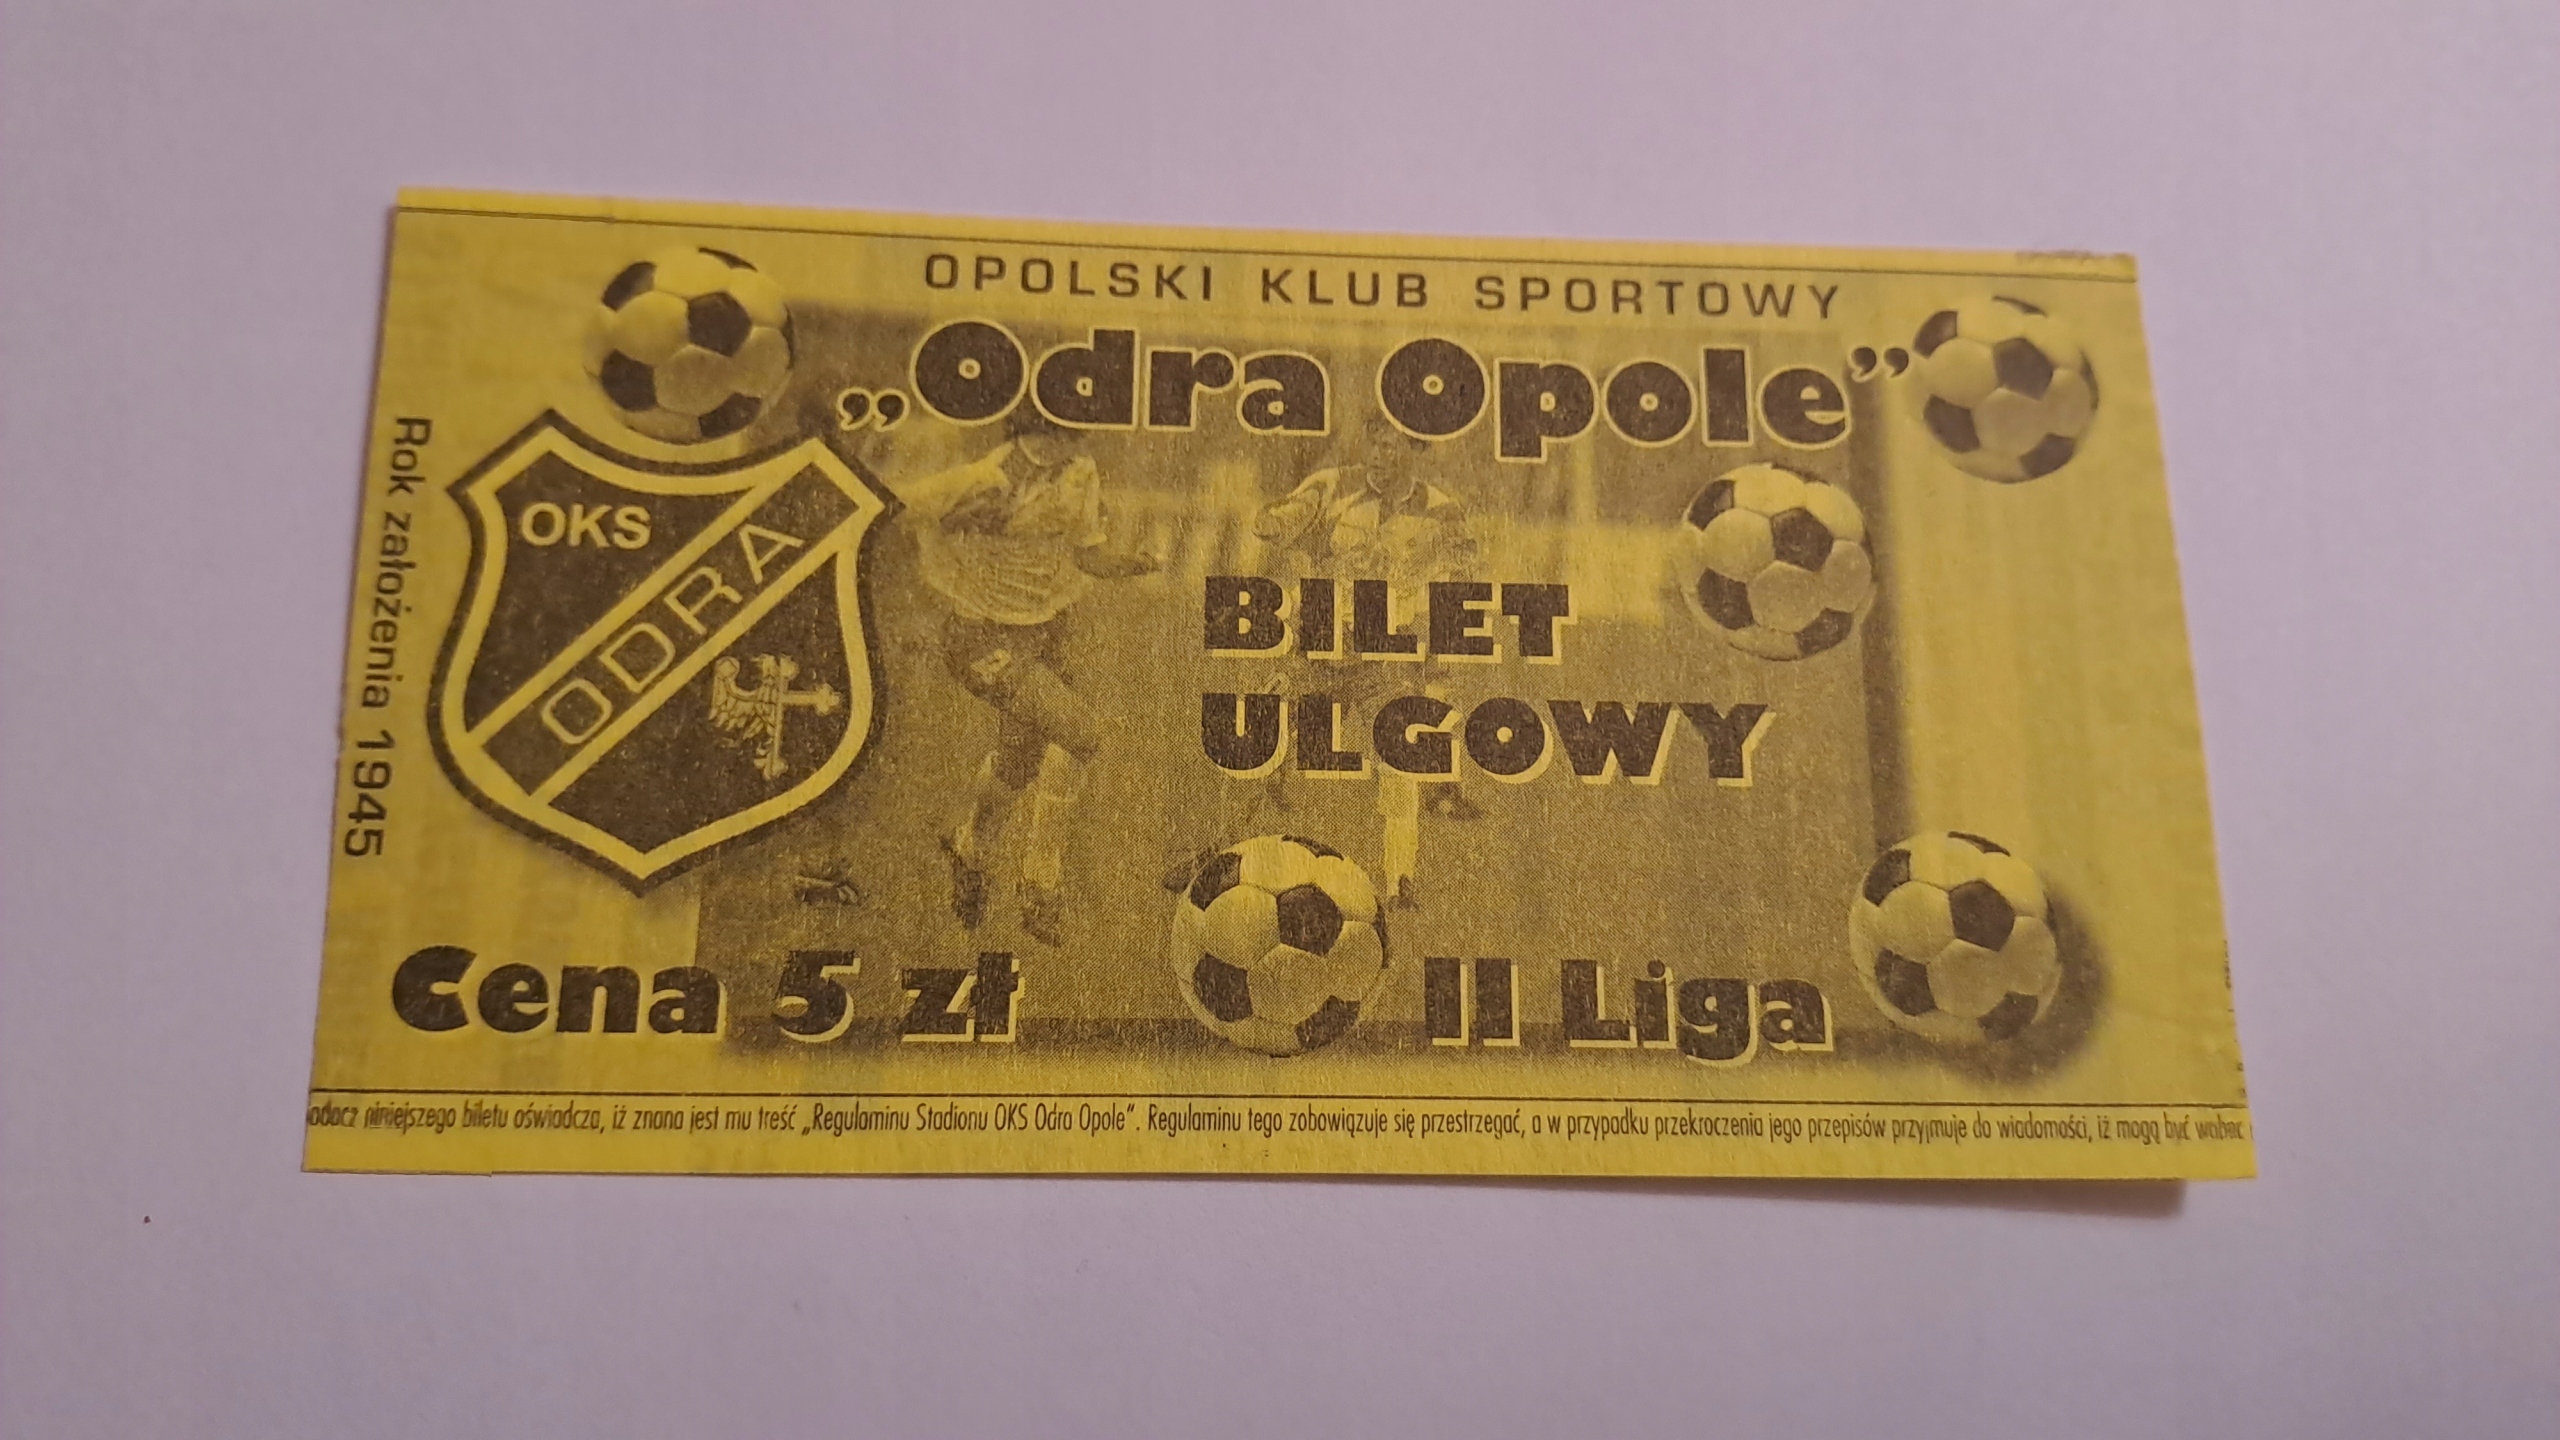 OPOLSKI KLUB SPORTOWY
„Odra Opole”
Rok założenia 1945
OKS
ODRA
BILET
ULGOWY
Cena 5 zł
II Liga
niniejszego biletu oświadcza, iż znana jest mu treść „Regulaminu Stadionu OKS Odra Opole”. Regulaminu tego zobowiązuje się przestrzegać, a w przypadku przekroczenia jego przepisów przyjmuje do wiadomości, iż mogą być wobec